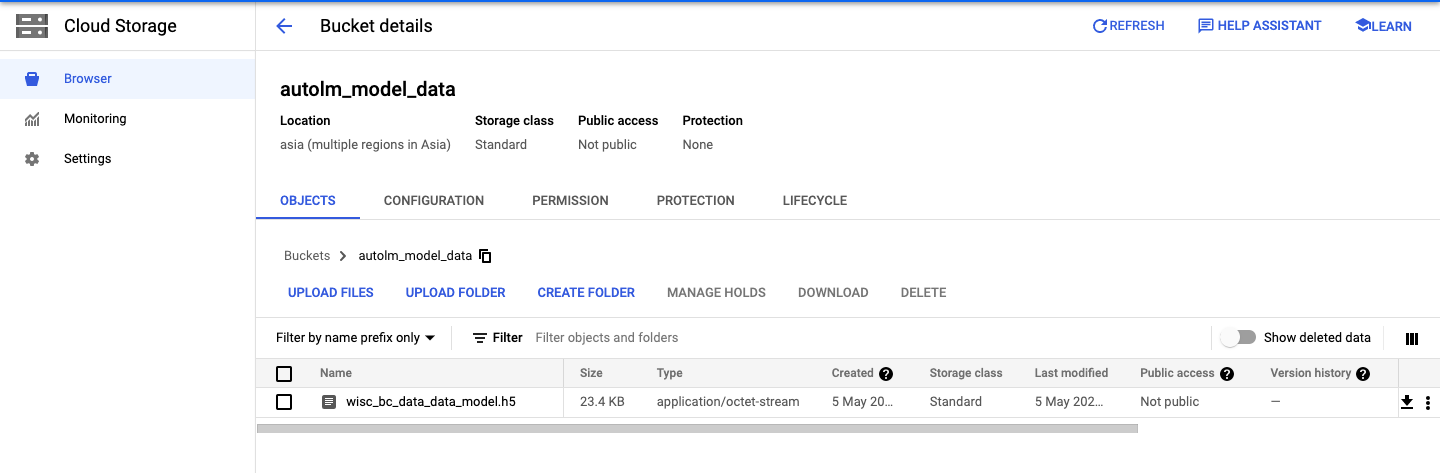 Cloud Storage
Bucket details
REFRESH
HELP ASSISTANT
LEARN
Browser
Monitoring
Settings
autolm_model_data
Location Storage class Public access Protection
asia (multiple regions in Asia) Standard Not public None
OBJECTS CONFIGURATION PERMISSION PROTECTION LIFECYCLE
Buckets > autolm_model_data
UPLOAD FILES UPLOAD FOLDER CREATE FOLDER MANAGE HOLDS DOWNLOAD DELETE
Filter by name prefix only Filter Filter objects and folders Show deleted data
Name Size Type Created ? Storage class Last modified Public access ? Version history ?
wisc_bc_data_data_model.h5 23.4 KB application/octet-stream 5 May 20... Standard 5 May 202... Not public —